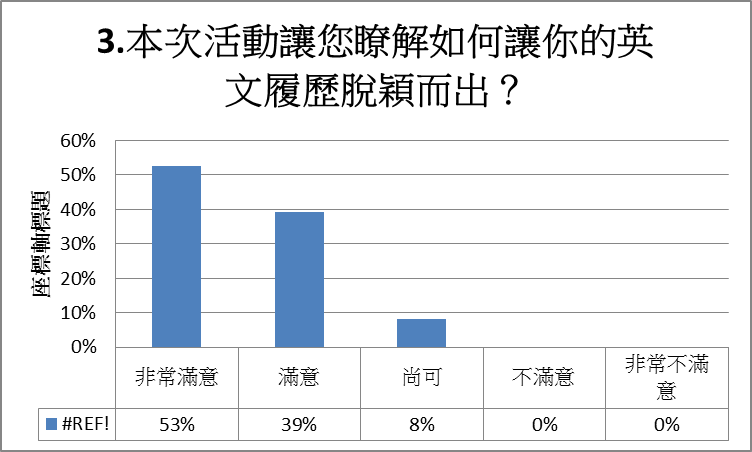 3.本次活動讓您瞭解如何讓你的英
文履歷脫穎而出？
60%
50%
40%
30%
20%
10%
0%
座標軸標題
非常滿意 滿意 尚可 不滿意 非常不滿
意
#REF! 53% 39% 8% 0% 0%